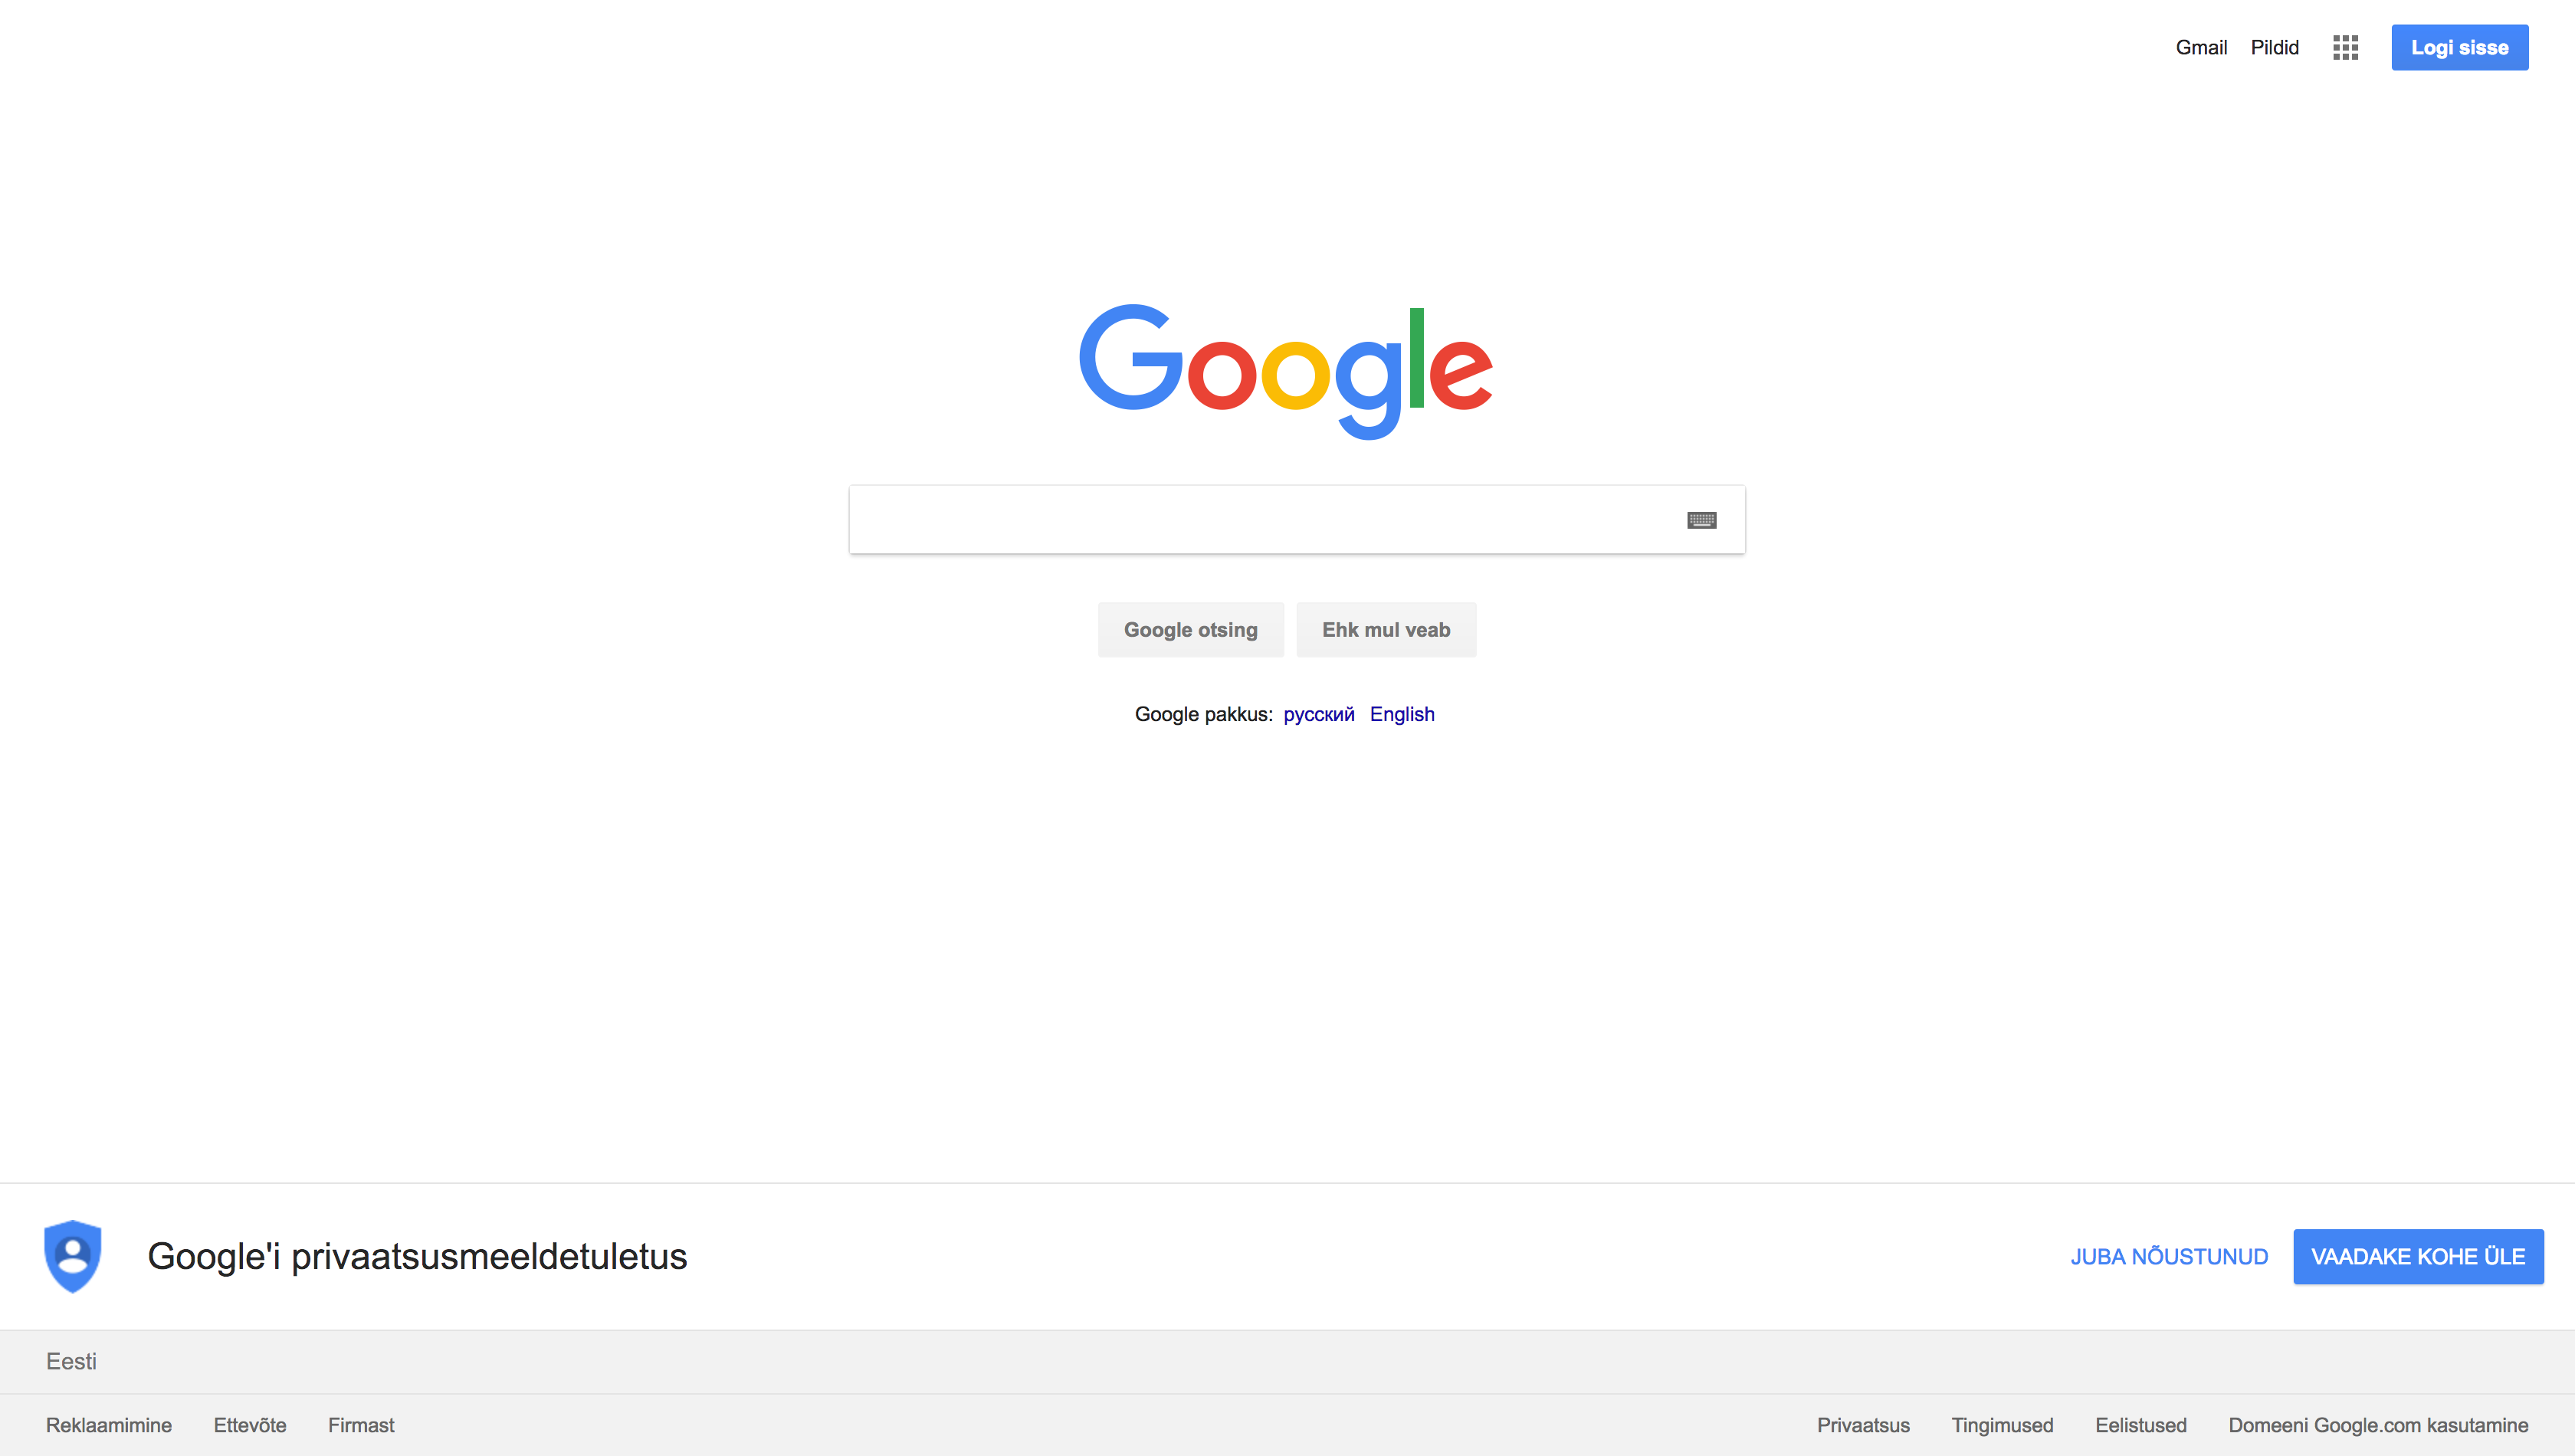 Gmail Pildid Logi sisse
Google
Google otsing Ehk mul veab
Google pakkus: русский English
Google'i privaatsusmeeldetuletus JUBA NÕUSTUNUD VAADAKE KOHE ÜLE
Eesti
Reklaamimine Ettevõte Firmast Privaatsus Tingimused Eelistused Domeeni Google.com kasutamine